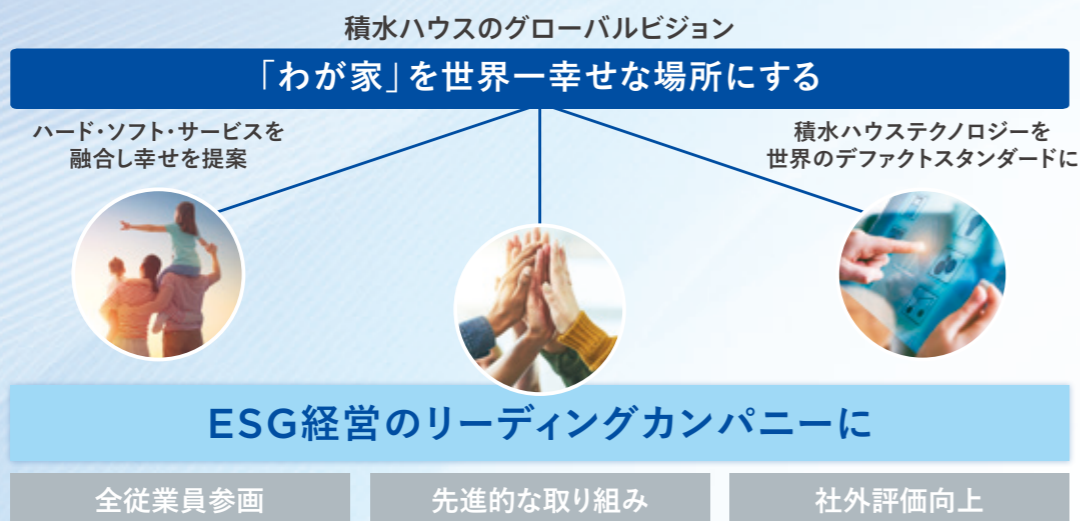 積水ハウスのグローバルビジョン
「わが家」を世界一幸せな場所にする
ハード・ソフト・サービスを
融合し幸せを提案
積水ハウステクノロジーを
世界のデファクトスタンダードに
ESG経営のリーディングカンパニーに
全従業員参画
先進的な取り組み
社外評価向上